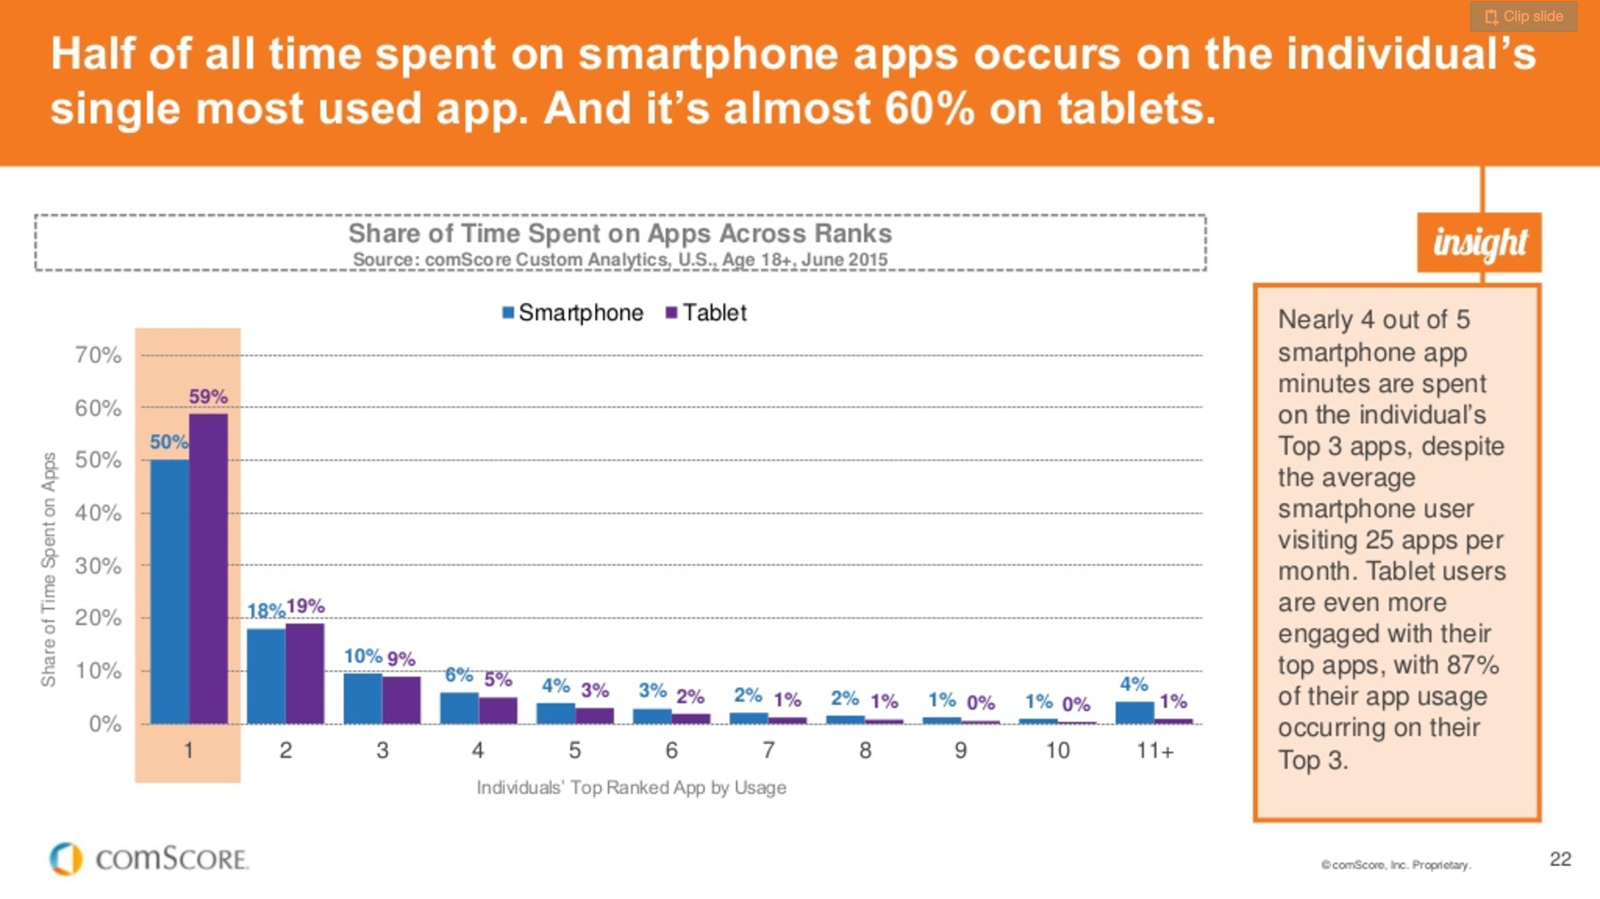 Clip slide
Half of all time spent on smartphone apps occurs on the individual’s
single most used app. And it’s almost 60% on tablets.
Share of Time Spent on Apps Across Ranks
Source: comScore Custom Analytics, U.S., Age 18+, June 2015
Smartphone Tablet
Share of Time Spent on Apps
70%
60%
50%
40%
30%
20%
10%
0%
50% 59%
18% 19%
10% 9%
6% 5%
4% 3%
3% 2%
2% 1%
2% 1%
1% 0%
1% 0%
4% 1%
1 2 3 4 5 6 7 8 9 10 11+
Individuals’ Top Ranked App by Usage
insight
Nearly 4 out of 5
smartphone app
minutes are spent
on the individual’s
Top 3 apps, despite
the average
smartphone user
visiting 25 apps per
month. Tablet users
are even more
engaged with their
top apps, with 87%
of their app usage
occurring on their
Top 3.
comSCORE.
© comScore, Inc. Proprietary.
22